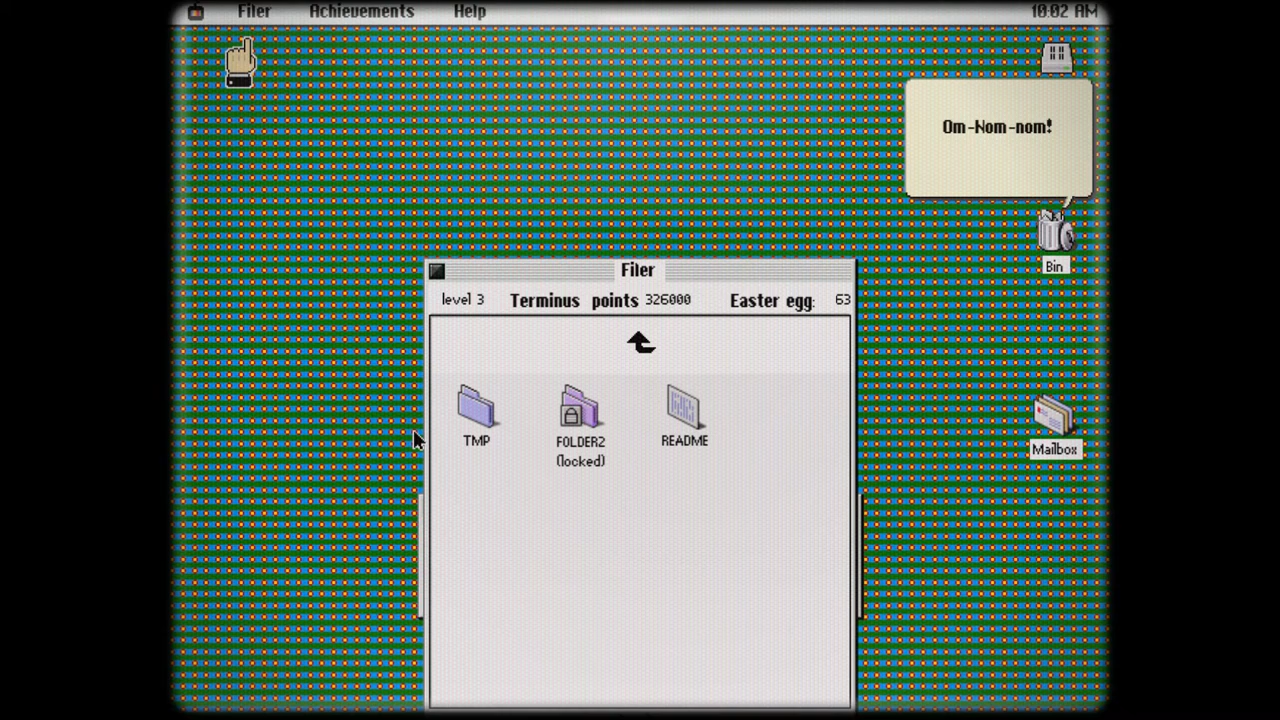 Filer Achievements Help 10:02 AM
Om-Nom-nom!
Bin
Filer
level 3 Terminus points 326000 Easter egg: 63
TMP
FOLDER2
(locked)
README
Mailbox